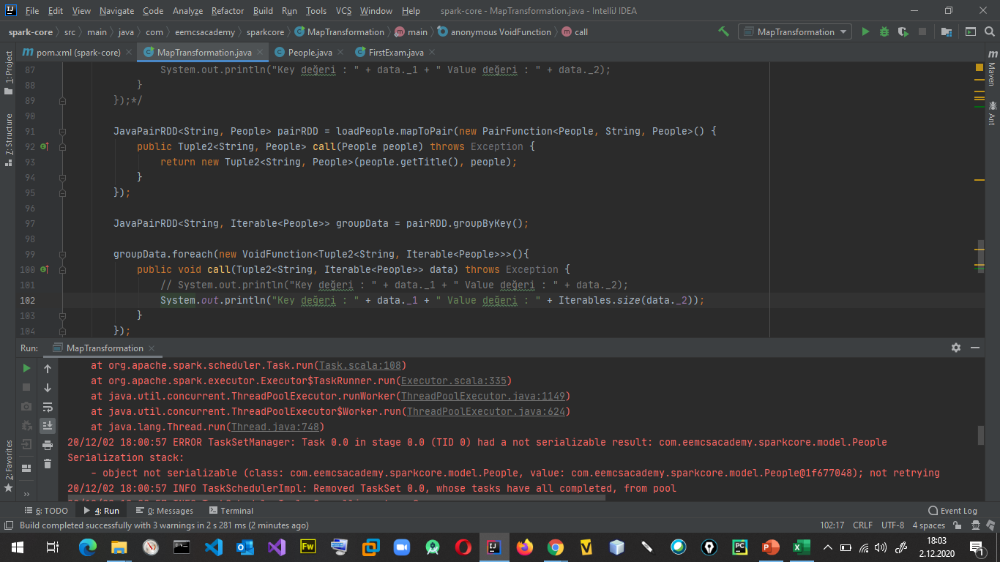 File Edit View Navigate Code Analyze Refactor Build Run Tools VCS Window Help spark-core - MapTransformation.java - IntelliJ IDEA
spark-core src main java com eemcsacademy sparkcore MapTransformation main anonymous VoidFunction call MapTransformation
pom.xml (spark-core) MapTransformation.java People.java FirstExam.java
1: Project
7: Structure
2: Favorites
Maven
Ant
87 System.out.println("Key değeri : " + data._1 + " Value değeri : " + data._2);
88 }
89 });*/
90
91 JavaPairRDD<String, People> pairRDD = loadPeople.mapToPair(new PairFunction<People, String, People>() {
92 public Tuple2<String, People> call(People people) throws Exception {
93 return new Tuple2<String, People>(people.getTitle(), people);
94 }
95 });
96
97 JavaPairRDD<String, Iterable<People>> groupData = pairRDD.groupByKey();
98
99 groupData.foreach(new VoidFunction<Tuple2<String, Iterable<People>>>(){
100 public void call(Tuple2<String, Iterable<People>> data) throws Exception {
101 // System.out.println("Key değeri : " + data._1 + " Value değeri : " + data._2);
102 System.out.println("Key değeri : " + data._1 + " Value değeri : " + Iterables.size(data._2));
103 }
104 });
Run: MapTransformation
at org.apache.spark.scheduler.Task.run(Task.scala:108)
at org.apache.spark.executor.Executor$TaskRunner.run(Executor.scala:335)
at java.util.concurrent.ThreadPoolExecutor.runWorker(ThreadPoolExecutor.java:1149)
at java.util.concurrent.ThreadPoolExecutor$Worker.run(ThreadPoolExecutor.java:624)
at java.lang.Thread.run(Thread.java:748)
20/12/02 18:00:57 ERROR TaskSetManager: Task 0.0 in stage 0.0 (TID 0) had a not serializable result: com.eemcsacademy.sparkcore.model.People
Serialization stack:
- object not serializable (class: com.eemcsacademy.sparkcore.model.People, value: com.eemcsacademy.sparkcore.model.People@1f677048); not retrying
20/12/02 18:00:57 INFO TaskSchedulerImpl: Removed TaskSet 0.0, whose tasks have all completed, from pool
6: TODO 4: Run 0: Messages Terminal Event Log
Build completed successfully with 3 warnings in 2 s 281 ms (2 minutes ago) 102:17 CRLF UTF-8 4 spaces
18:03
2.12.2020